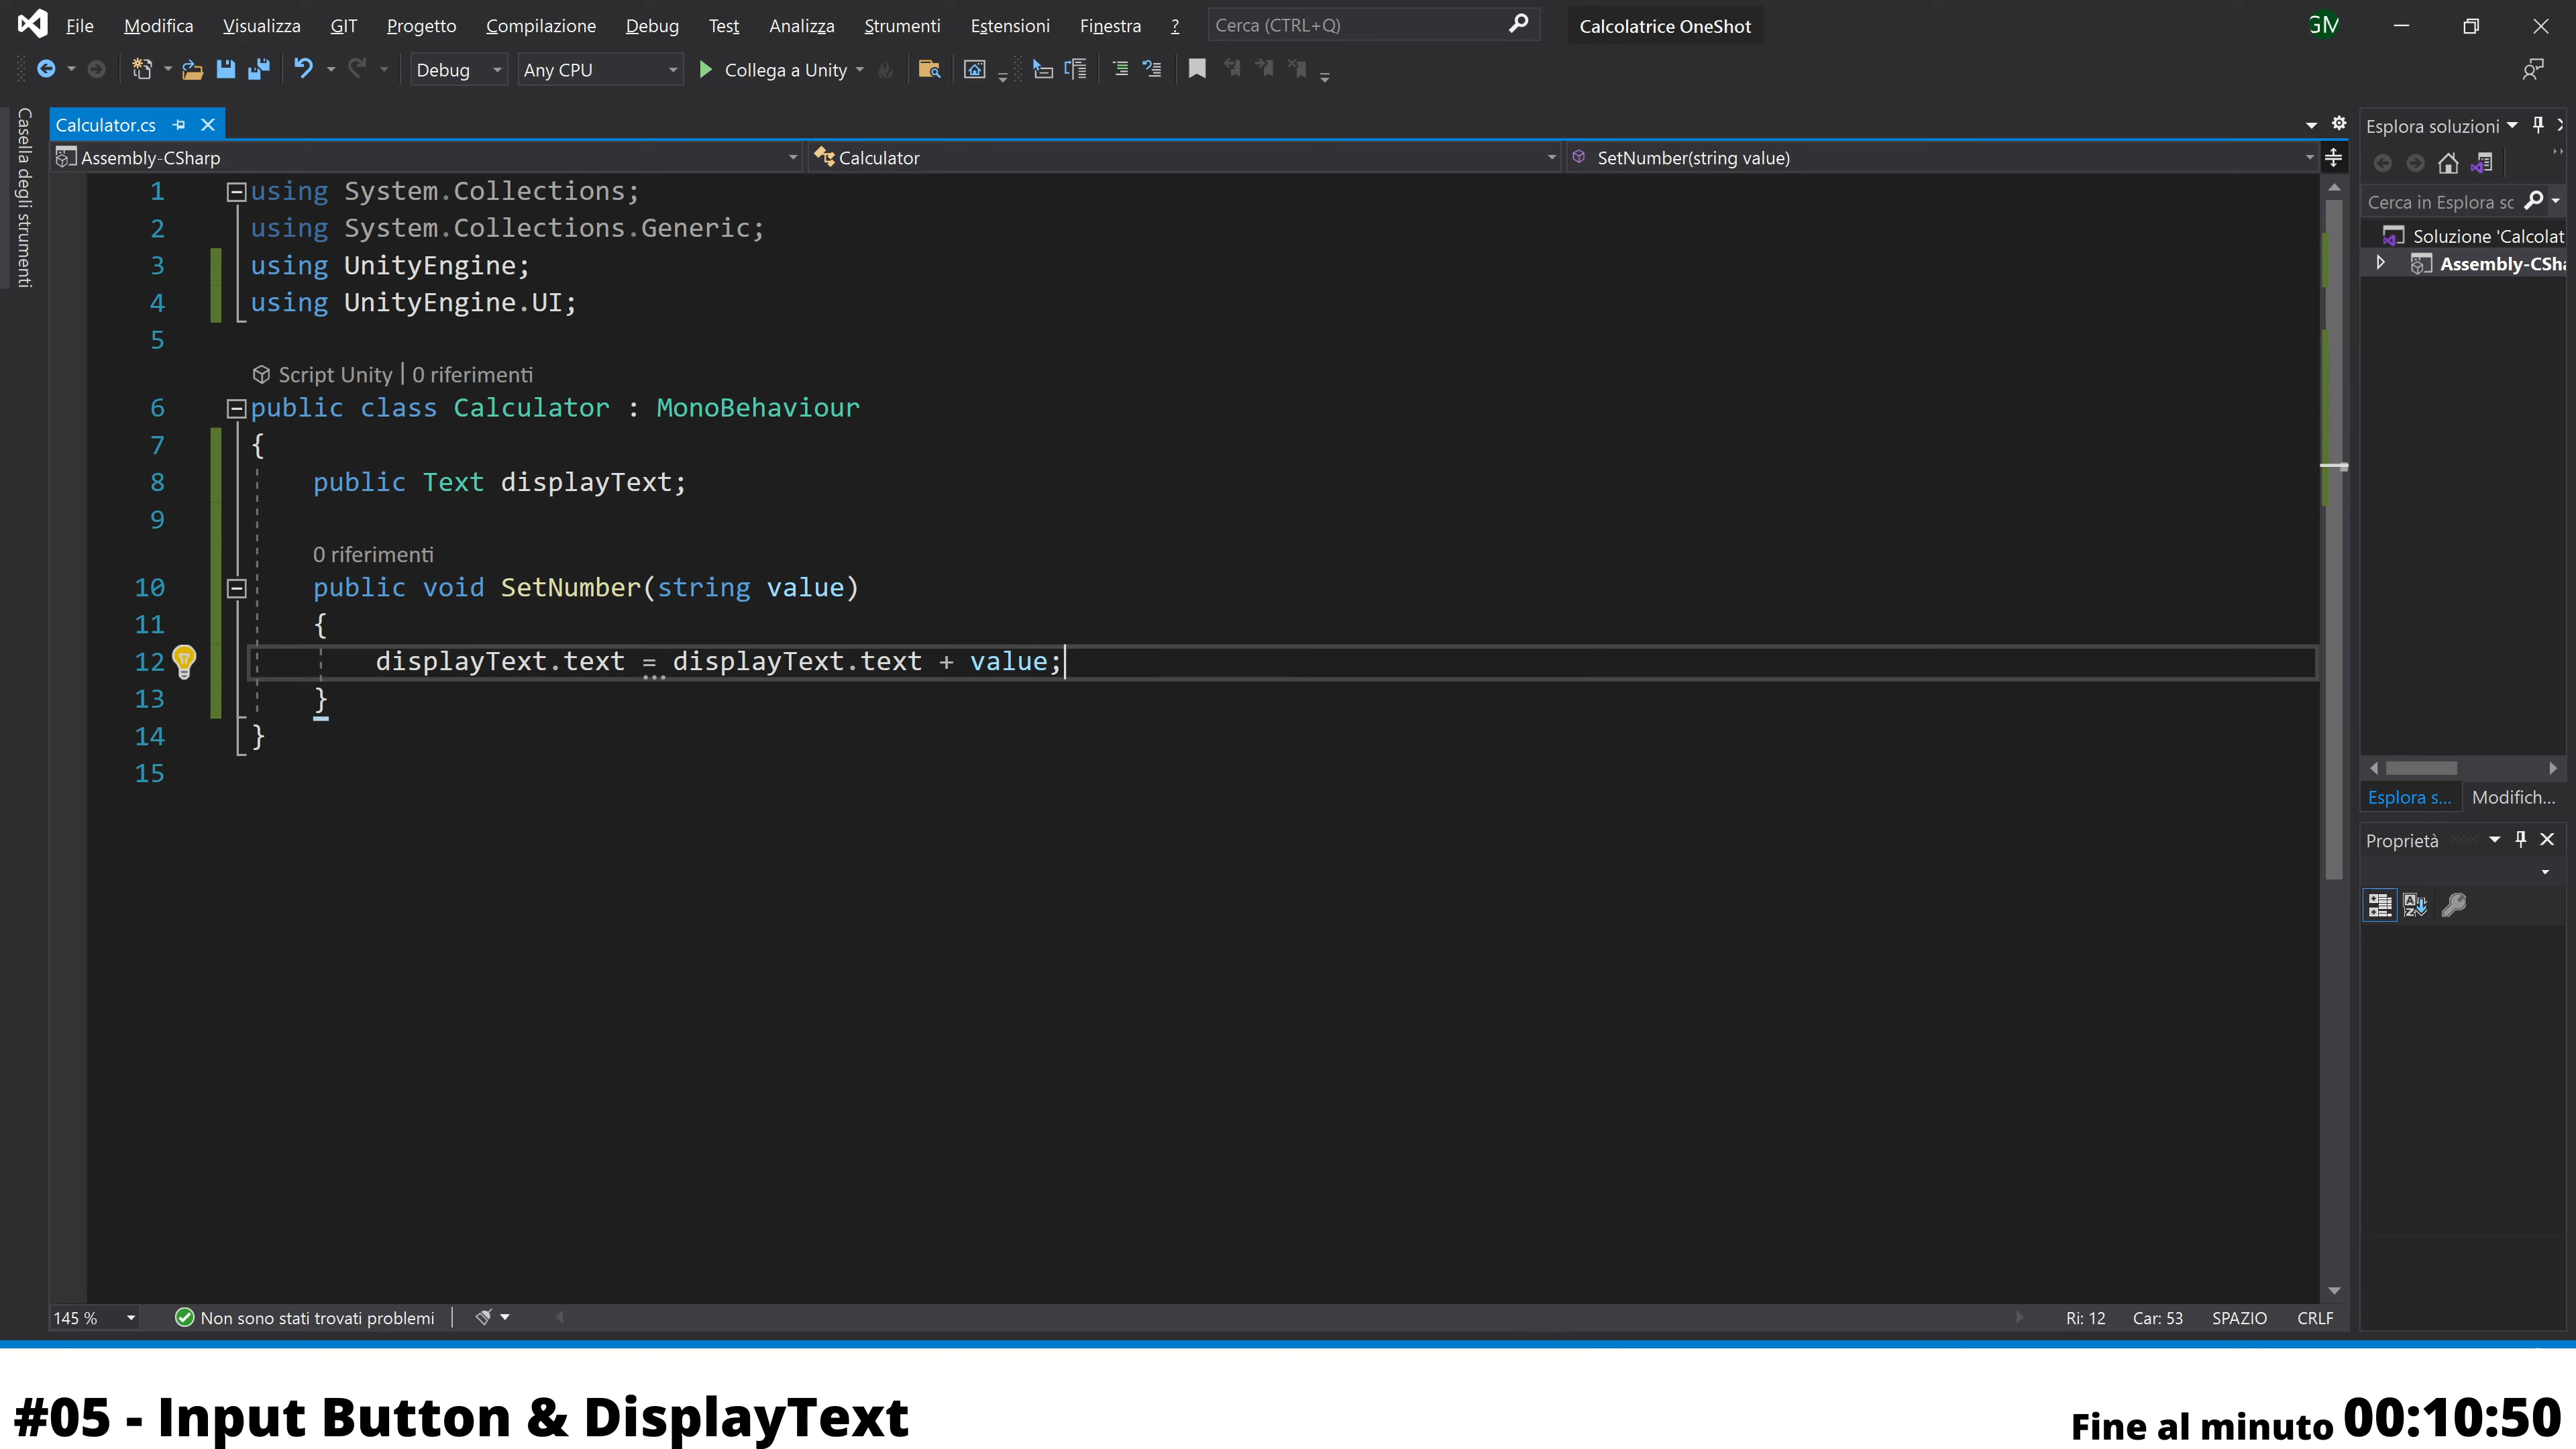 File Modifica Visualizza GIT Progetto Compilazione Debug Test Analizza Strumenti Estensioni Finestra ? Cerca (CTRL+Q) Calcolatrice OneShot GM
Debug Any CPU Collega a Unity
Casella degli strumenti
Calculator.cs
Assembly-CSharp Calculator SetNumber(string value)
1 using System.Collections;
2 using System.Collections.Generic;
3 using UnityEngine;
4 using UnityEngine.UI;
5
Script Unity | 0 riferimenti
6 public class Calculator : MonoBehaviour
7 {
8 public Text displayText;
9
0 riferimenti
10 public void SetNumber(string value)
11 {
12 displayText.text = displayText.text + value;
13 }
14 }
15
Esplora soluzioni
Cerca in Esplora sc
Soluzione 'Calcolat
Assembly-CSha
Esplora s... Modifich...
Proprietà
145 % Non sono stati trovati problemi Ri: 12 Car: 53 SPAZIO CRLF
#05 - Input Button & DisplayText Fine al minuto 00:10:50